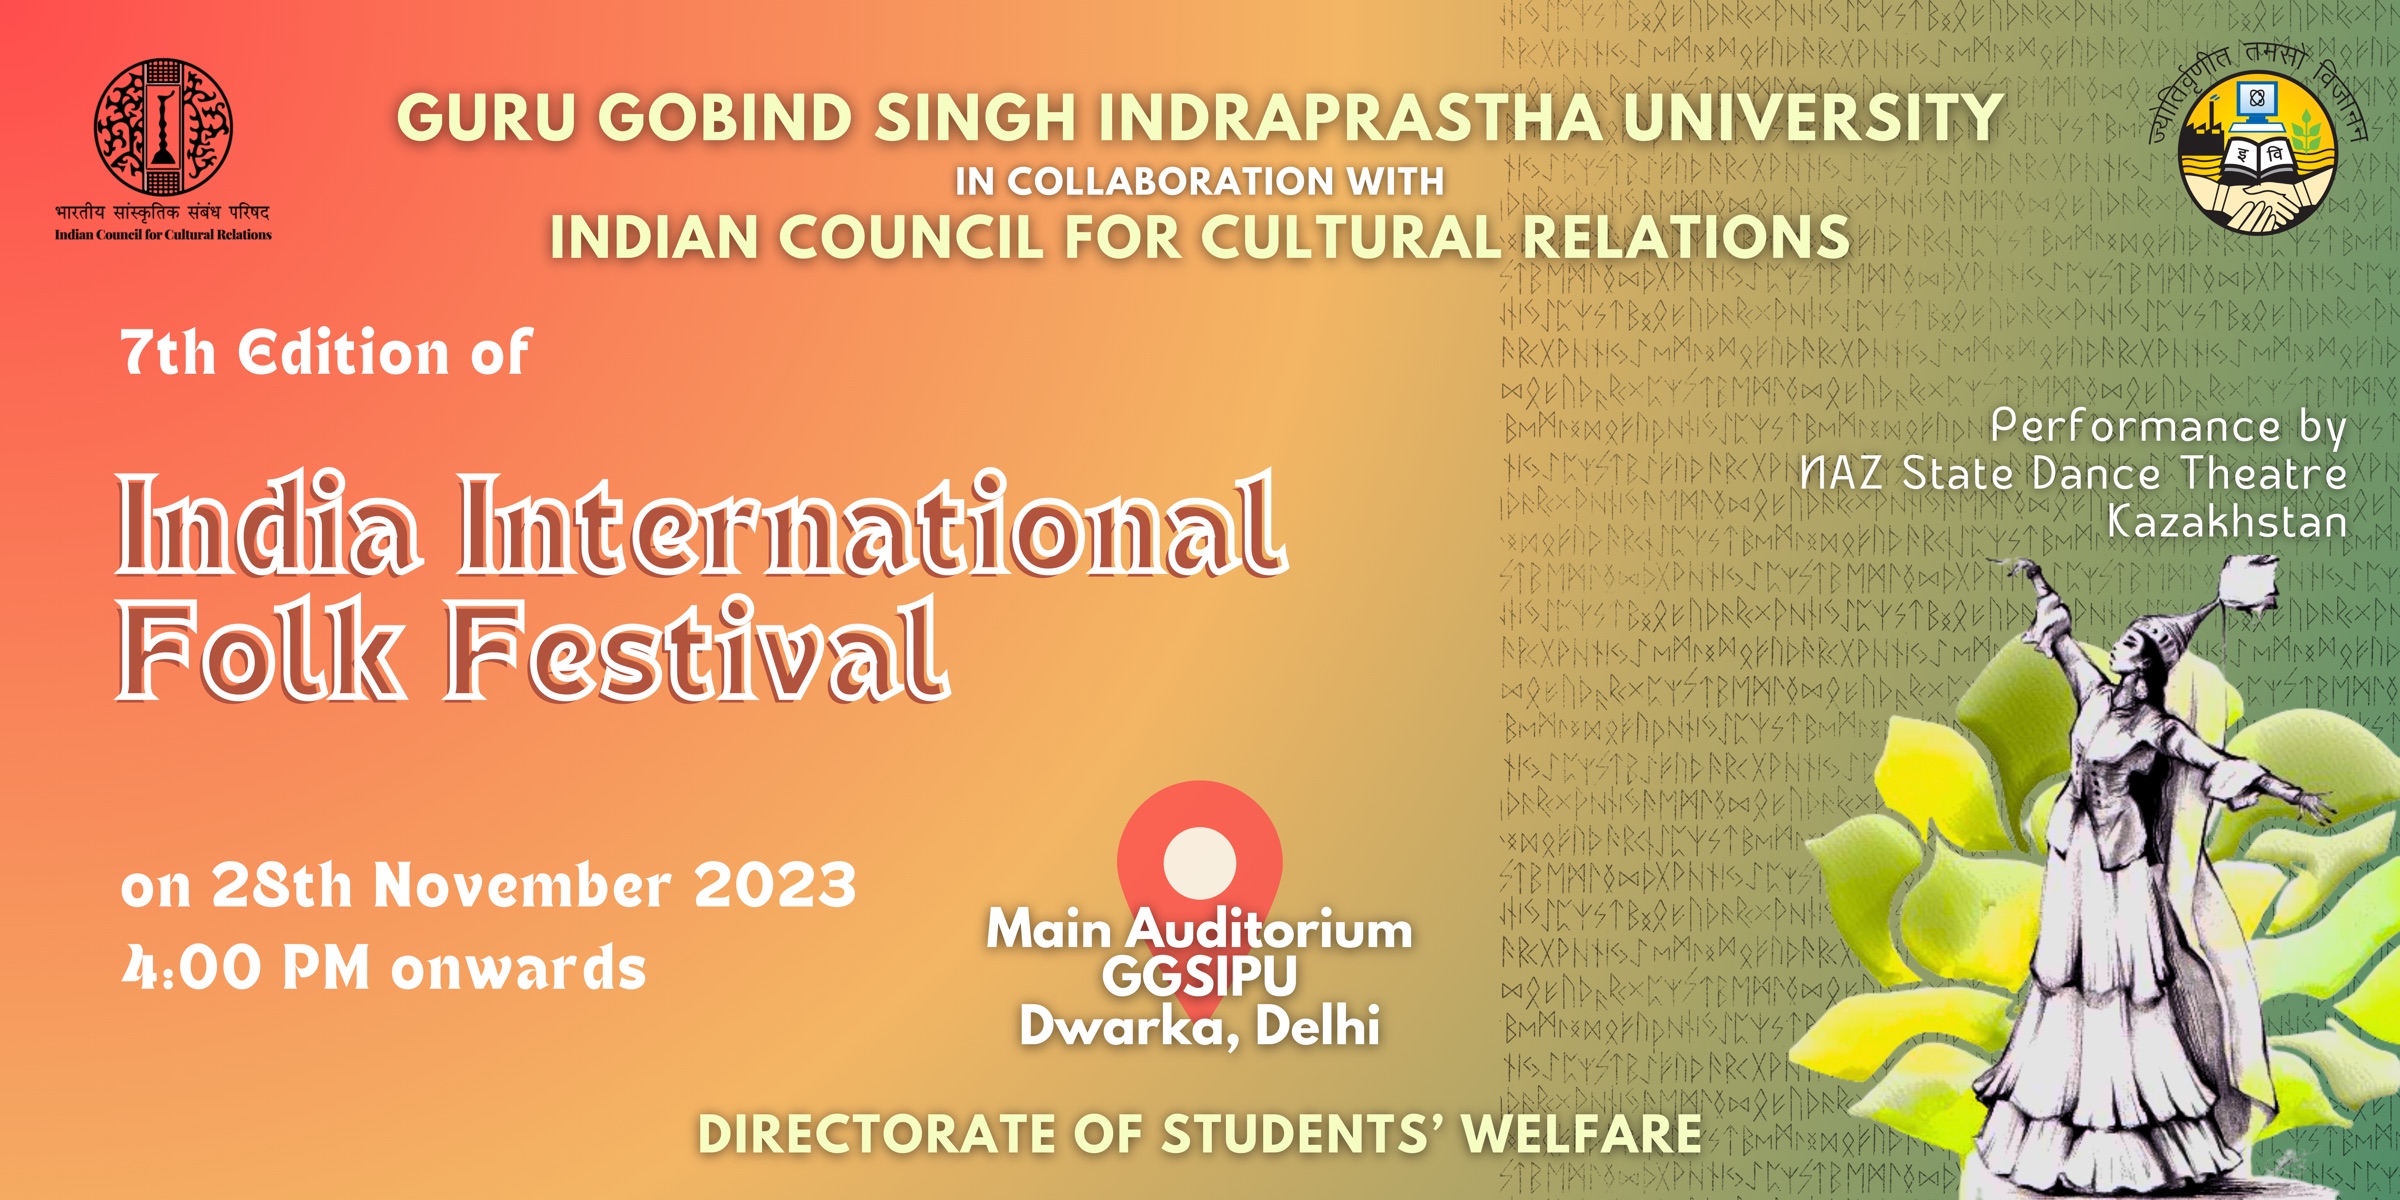 भारतीय सांस्कृतिक संबंध परिषद
Indian Council for Cultural Relations
GURU GOBIND SINGH INDRAPRASTHA UNIVERSITY
IN COLLABORATION WITH
INDIAN COUNCIL FOR CULTURAL RELATIONS
ज्योतिर्वृणीत तमसो विजानन
इ वि
7th Edition of
India International
Folk Festival
Performance by
NAZ State Dance Theatre
Kazakhstan
on 28th November 2023
4:00 PM onwards
Main Auditorium
GGSIPU
Dwarka, Delhi
DIRECTORATE OF STUDENTS’ WELFARE